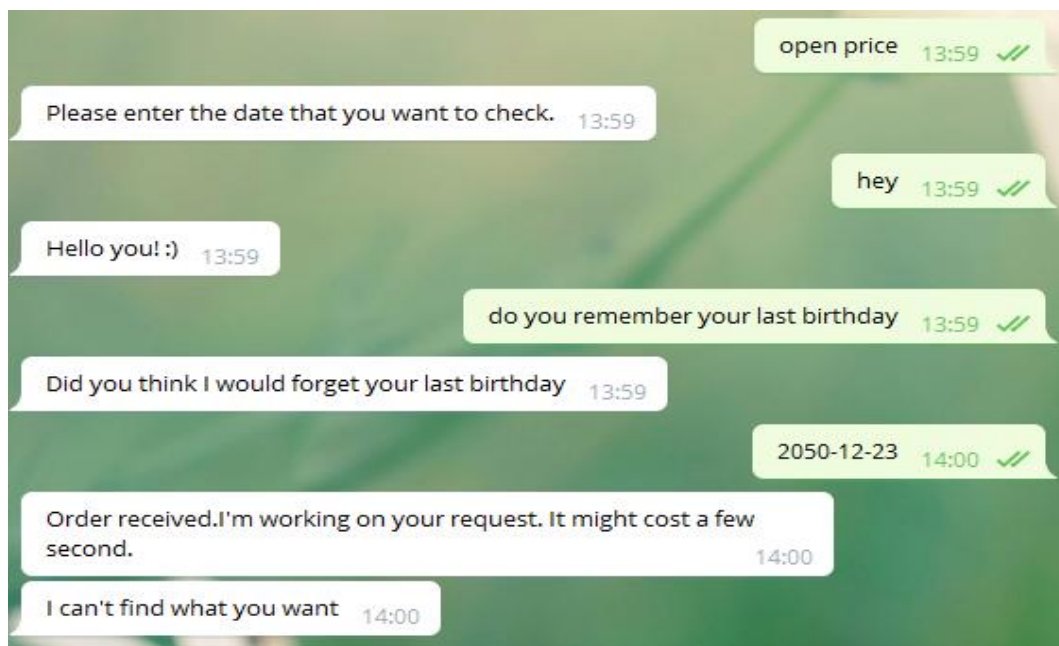 open price 13:59
Please enter the date that you want to check. 13:59
hey 13:59
Hello you! :) 13:59
do you remember your last birthday 13:59
Did you think I would forget your last birthday 13:59
2050-12-23 14:00
Order received.I'm working on your request. It might cost a few
second. 14:00
I can't find what you want 14:00